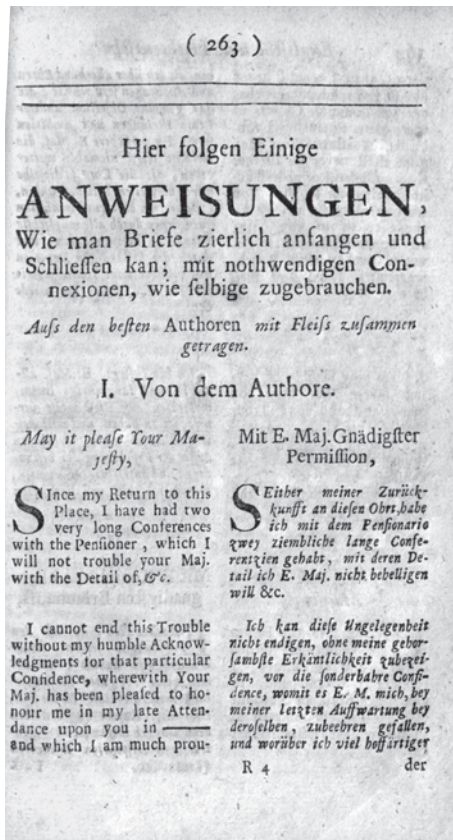 ( 263 )
Hier folgen Einige
ANWEISUNGEN,
Wie man Briefe zierlich anfangen und
Schlieſſen kan; mit nothwendigen Con-
nexionen, wie ſelbige zugebrauchen.
Auſs den beſten Authoren mit Fleiſs zuſammen
getragen.
I. Von dem Authore.
May it pleaſe Your Ma-
jeſty,
SInce my Return to this
Place, I have had two
very long Conferences
with the Penſioner, which I
will not trouble your Maj.
with the Detail of, &c.
I cannot end this Trouble
without my humble Acknow-
ledgments for that particular
Confidence, wherewith Your
Maj. has been pleaſed to ho-
nour me in my late Atten-
dance upon you in ———
and which I am much prou-
Mit E. Maj. Gnädigſter
Permiſſion,
SEither meiner Zurück-
kunfft an dieſen Ohrt, habe
ich mit dem Penſionario
zwey ziembliche lange Confe-
rentzien gehabt, mit deren De-
tail ich E. Maj. nicht behelligen
will &c.
Ich kan dieſe Ungelegenheit
nicht endigen, ohne meine gehor-
ſambſte Erkäntlichkeit zubezei-
gen, vor die ſonderbahre Confi-
dence, womit es E. M. mich, bey
meiner letzten Auffwartung bey
deroſelben, zubeehren gefallen,
und worüber ich viel hoffärtiger
R 4
der